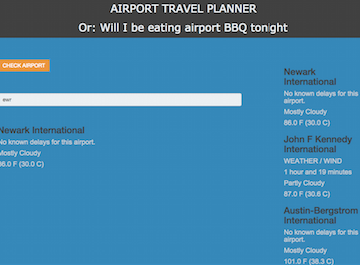 AIRPORT TRAVEL PLANNER
Or: Will I be eating airport BBQ tonight
CHECK AIRPORT
Newark International
No known delays for this airport.
Mostly Cloudy
86.0 F (30.0 C)
Newark
International
No known delays for this
airport.
Mostly Cloudy
86.0 F (30.0 C)
John F Kennedy
International
WEATHER / WIND
1 hour and 19 minutes
Partly Cloudy
87.0 F (30.6 C)
Austin-Bergstrom
International
No known delays for this
airport.
Mostly Cloudy
101.0 F (38.3 C)